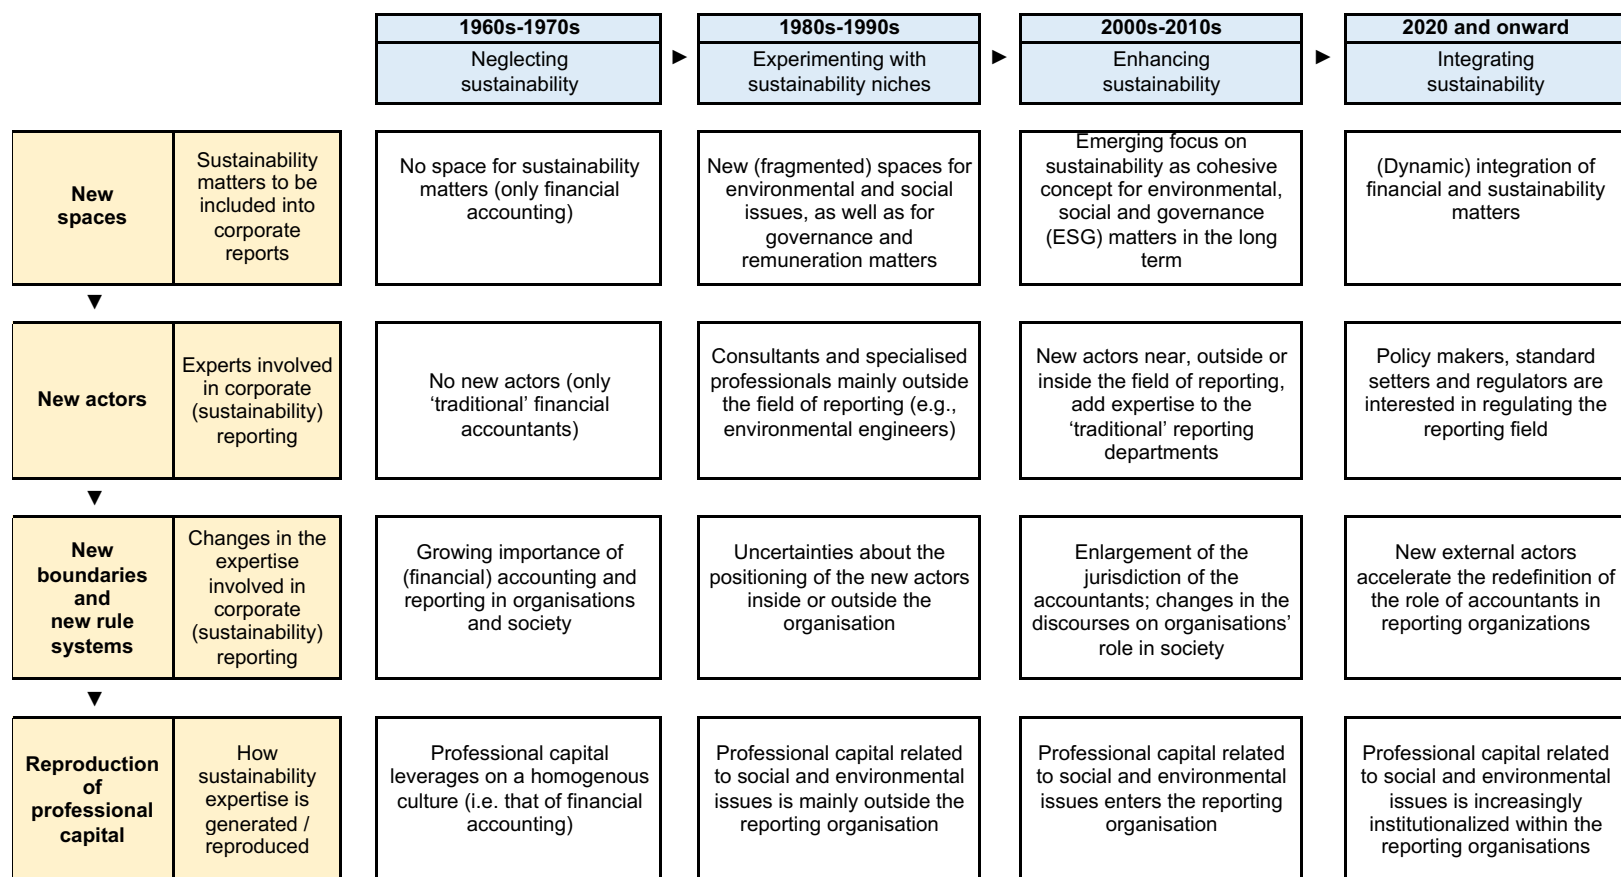 1960s-1970s
Neglecting
sustainability
►
1980s-1990s
Experimenting with
sustainability niches
►
2000s-2010s
Enhancing
sustainability
►
2020 and onward
Integrating
sustainability
New
spaces
Sustainability
matters to be
included into
corporate
reports
No space for sustainability
matters (only financial
accounting)
New (fragmented) spaces for
environmental and social
issues, as well as for
governance and
remuneration matters
Emerging focus on
sustainability as cohesive
concept for environmental,
social and governance
(ESG) matters in the long
term
(Dynamic) integration of
financial and sustainability
matters
▼
New actors
Experts involved
in corporate
(sustainability)
reporting
No new actors (only
‘traditional’ financial
accountants)
Consultants and specialised
professionals mainly outside
the field of reporting (e.g.,
environmental engineers)
New actors near, outside or
inside the field of reporting,
add expertise to the
‘traditional’ reporting
departments
Policy makers, standard
setters and regulators are
interested in regulating the
reporting field
▼
New
boundaries
and
new rule
systems
Changes in the
expertise
involved in
corporate
(sustainability)
reporting
Growing importance of
(financial) accounting and
reporting in organisations
and society
Uncertainties about the
positioning of the new actors
inside or outside the
organisation
Enlargement of the
jurisdiction of the
accountants; changes in the
discourses on organisations’
role in society
New external actors
accelerate the redefinition of
the role of accountants in
reporting organizations
▼
Reproduction
of
professional
capital
How
sustainability
expertise is
generated /
reproduced
Professional capital
leverages on a homogenous
culture (i.e. that of financial
accounting)
Professional capital related
to social and environmental
issues is mainly outside the
reporting organisation
Professional capital related
to social and environmental
issues enters the reporting
organisation
Professional capital related
to social and environmental
issues is increasingly
institutionalized within the
reporting organisations